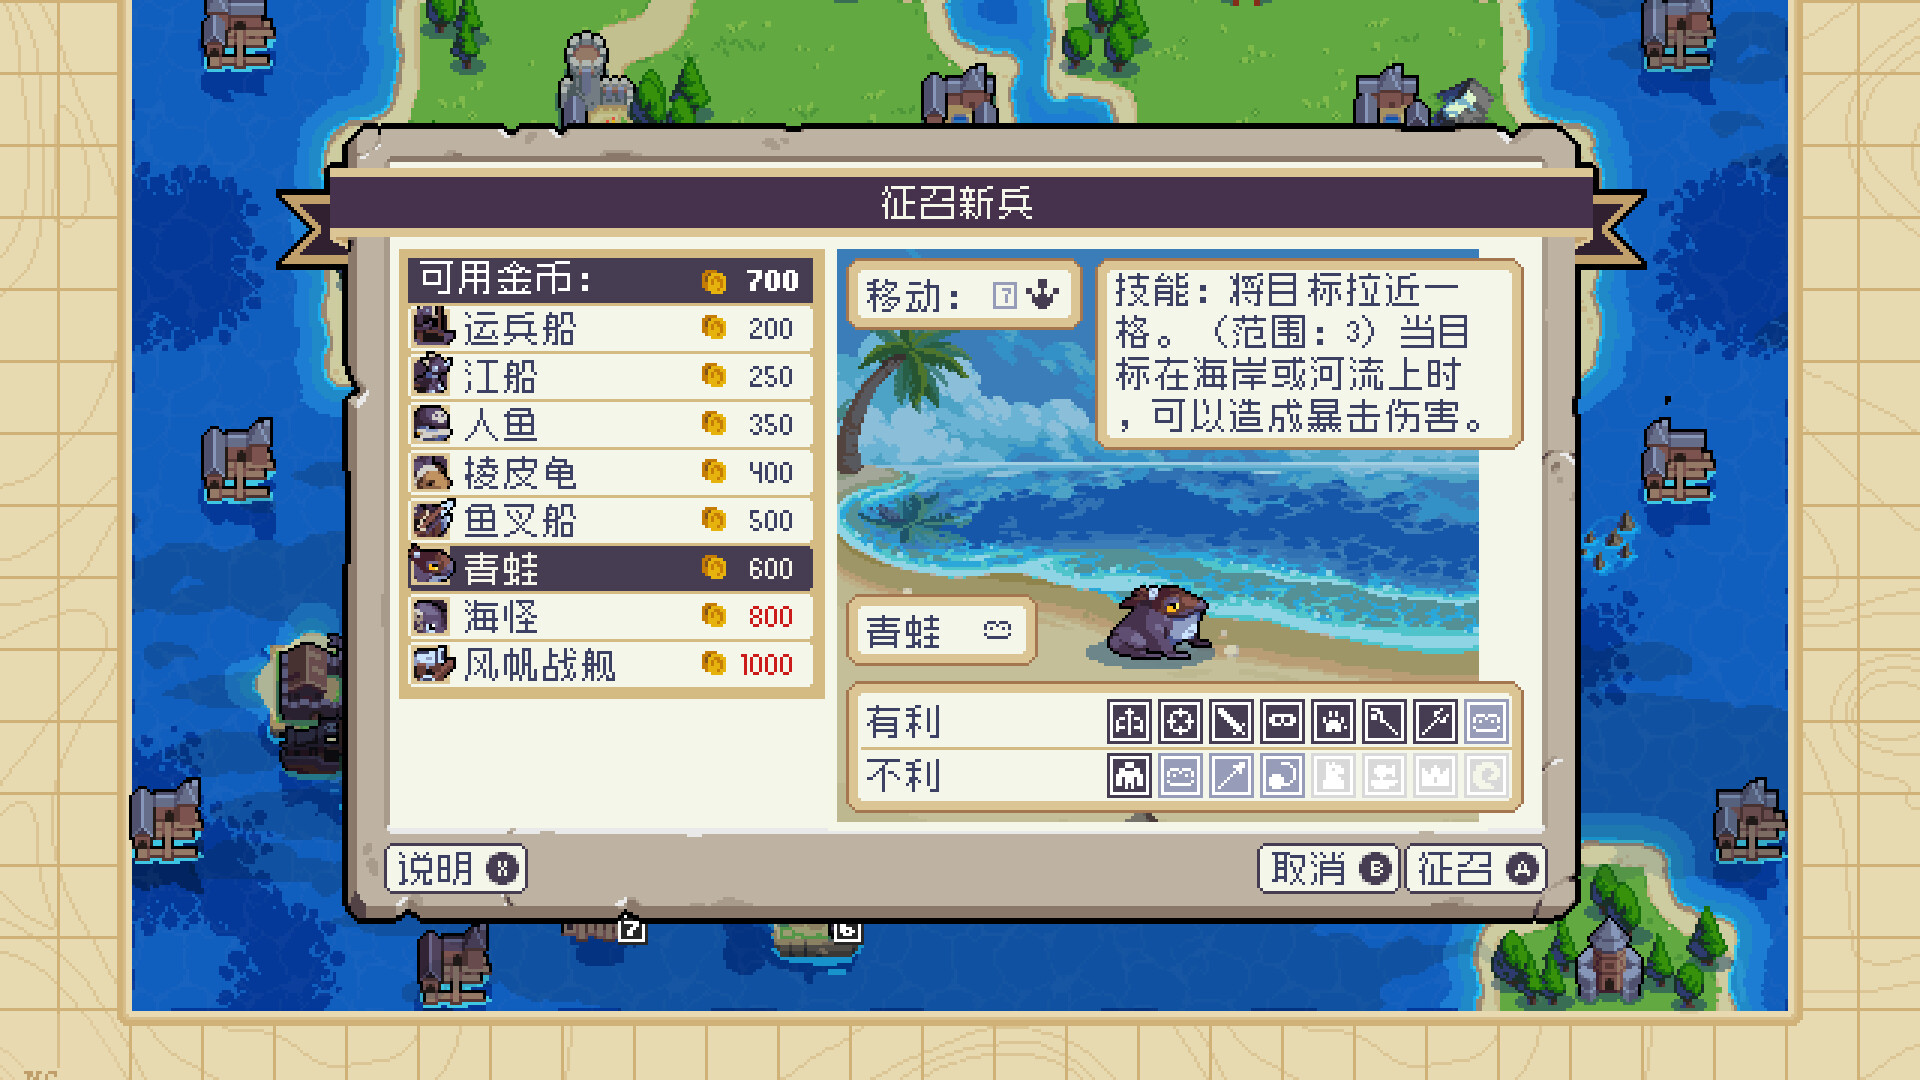 征召新兵
可用金币： 700
运兵船 200
江船 250
人鱼 350
棱皮龟 400
鱼叉船 500
青蛙 600
海怪 800
风帆战舰 1000
移动： 7
技能：将目标拉近一
格。（范围：3）当目
标在海岸或河流上时
，可以造成暴击伤害。
青蛙
有利
不利
说明 X
取消 B
征召 A
7
6